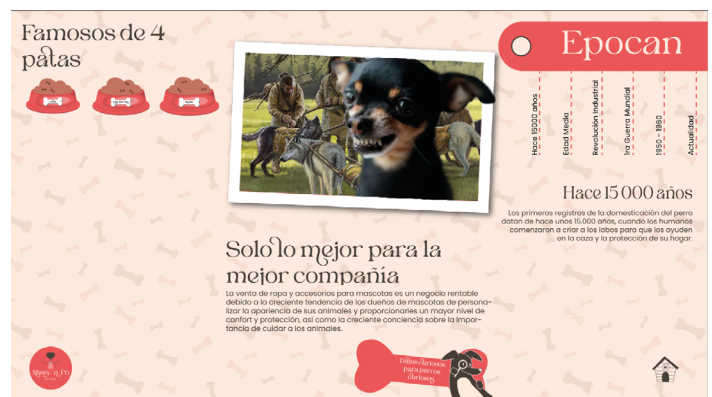 Famosos de 4
patas
Epocan
Hace 15000 años
Edad Media
Revolución Industrial
1ra Guerra Mundial
1950 - 1960
Actualidad
Hace 15 000 años
Los primeros registros de la domesticación del perro
datan de hace unos 15.000 años, cuando los humanos
comenzaron a criar a los lobos para que los ayuden
en la caza y la protección de su hogar.
Solo lo mejor para la
mejor compañía
La venta de ropa y accesorios para mascotas es un negocio rentable
debido a la creciente tendencia de los dueños de mascotas de persona-
lizar la apariencia de sus animales y proporcionarles un mayor nivel de
confort y protección, así como la creciente conciencia sobre la impor-
tancia de cuidar a los animales.
Datos curiosos
para perros
curiosos